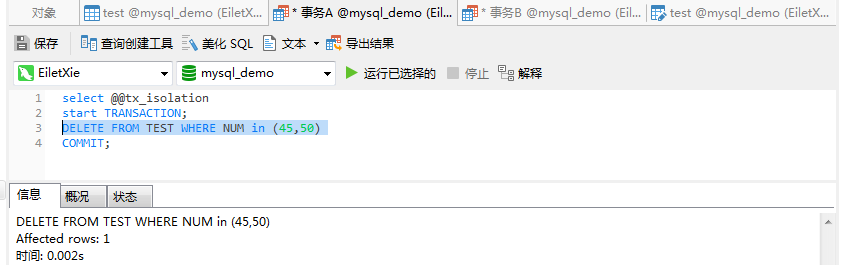 对象 test @mysql_demo (EiletX... * 事务A @mysql_demo (Eil... * 事务B @mysql_demo (Eile... test @mysql_demo (EiletX...
保存 查询创建工具 美化 SQL 文本 导出结果
EiletXie mysql_demo 运行已选择的 停止 解释
1 select @@tx_isolation
2 start TRANSACTION;
3 DELETE FROM TEST WHERE NUM in (45,50)
4 COMMIT;
信息 概况 状态
DELETE FROM TEST WHERE NUM in (45,50)
Affected rows: 1
时间: 0.002s